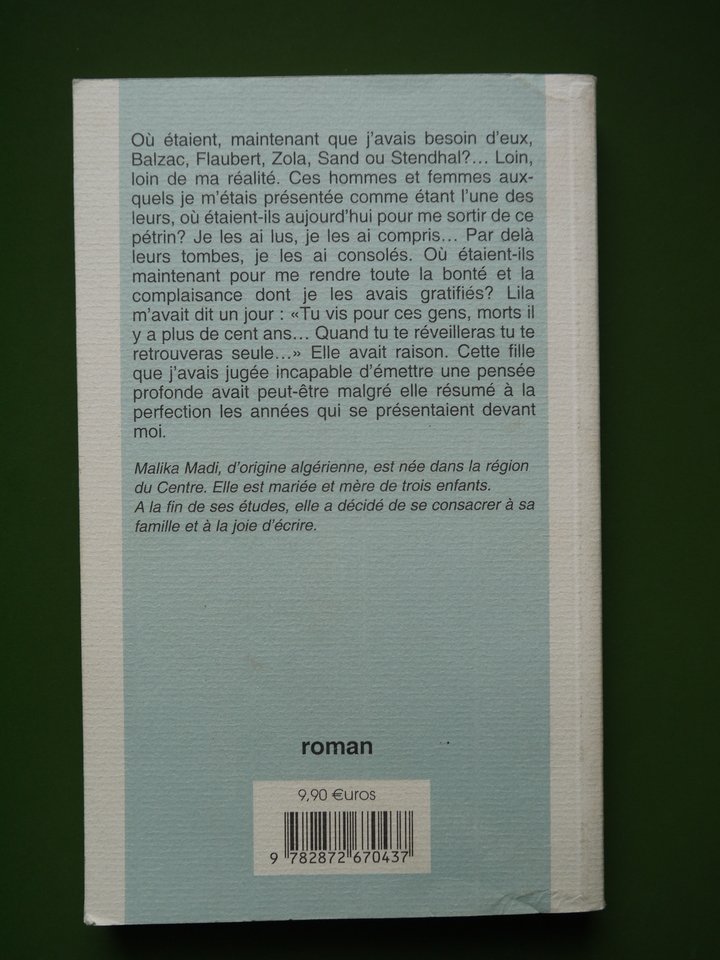 Où étaient, maintenant que j'avais besoin d'eux,
Balzac, Flaubert, Zola, Sand ou Stendhal?... Loin,
loin de ma réalité. Ces hommes et femmes aux-
quels je m'étais présentée comme étant l'une des
leurs, où étaient-ils aujourd'hui pour me sortir de ce
pétrin? Je les ai lus, je les ai compris... Par delà
leurs tombes, je les ai consolés. Où étaient-ils
maintenant pour me rendre toute la bonté et la
complaisance dont je les avais gratifiés? Lila
m'avait dit un jour : «Tu vis pour ces gens, morts il
y a plus de cent ans... Quand tu te réveilleras tu te
retrouveras seule...» Elle avait raison. Cette fille
que j'avais jugée incapable d'émettre une pensée
profonde avait peut-être malgré elle résumé à la
perfection les années qui se présentaient devant
moi.
Malika Madi, d'origine algérienne, est née dans la région
du Centre. Elle est mariée et mère de trois enfants.
A la fin de ses études, elle a décidé de se consacrer à sa
famille et à la joie d'écrire.
roman
9,90 €uros
9 782872 670437